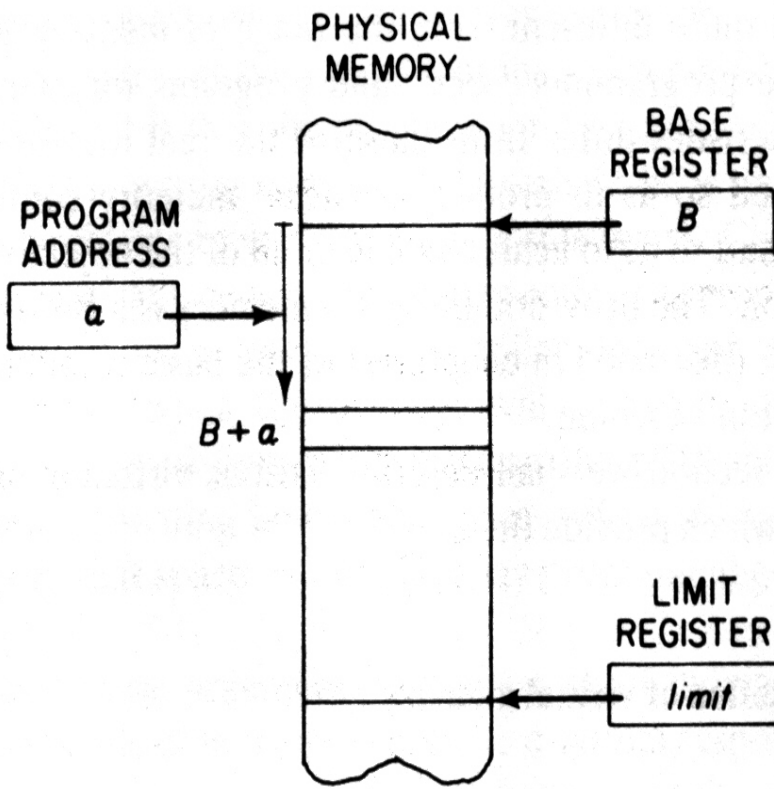 PHYSICAL
MEMORY
BASE
REGISTER
B
PROGRAM
ADDRESS
a
B + a
LIMIT
REGISTER
limit